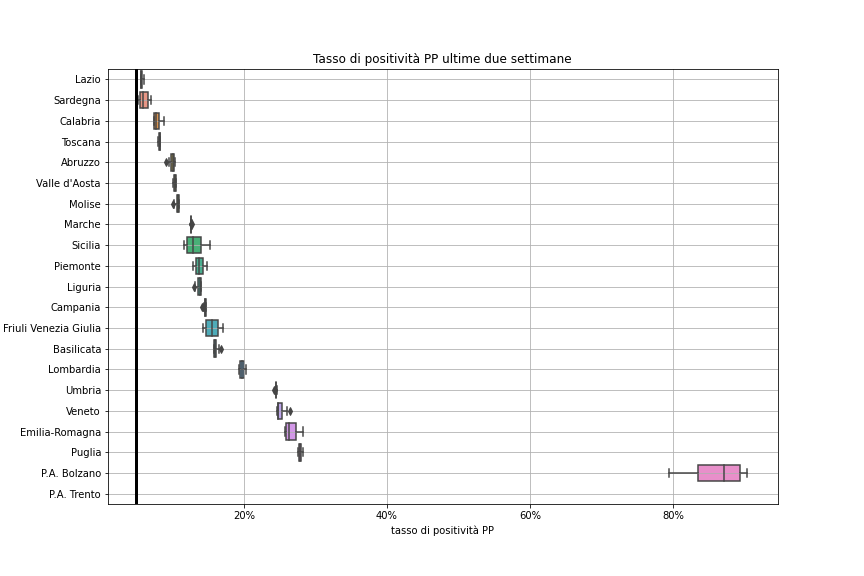 Tasso di positività PP ultime due settimane
Lazio
Sardegna
Calabria
Toscana
Abruzzo
Valle d'Aosta
Molise
Marche
Sicilia
Piemonte
Liguria
Campania
Friuli Venezia Giulia
Basilicata
Lombardia
Umbria
Veneto
Emilia-Romagna
Puglia
P.A. Bolzano
P.A. Trento
20% 40% 60% 80%
tasso di positività PP